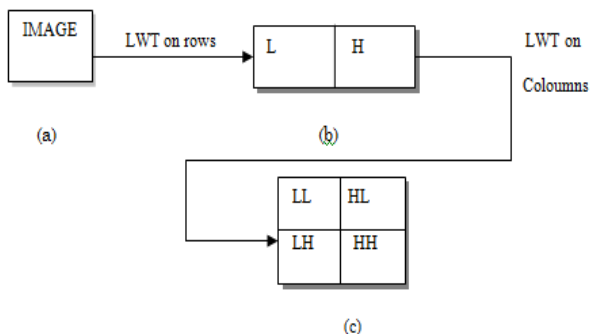 IMAGE
LWT on rows
L
H
LWT on
Coloumns
(a)
(b)
LL
HL
LH
HH
(c)